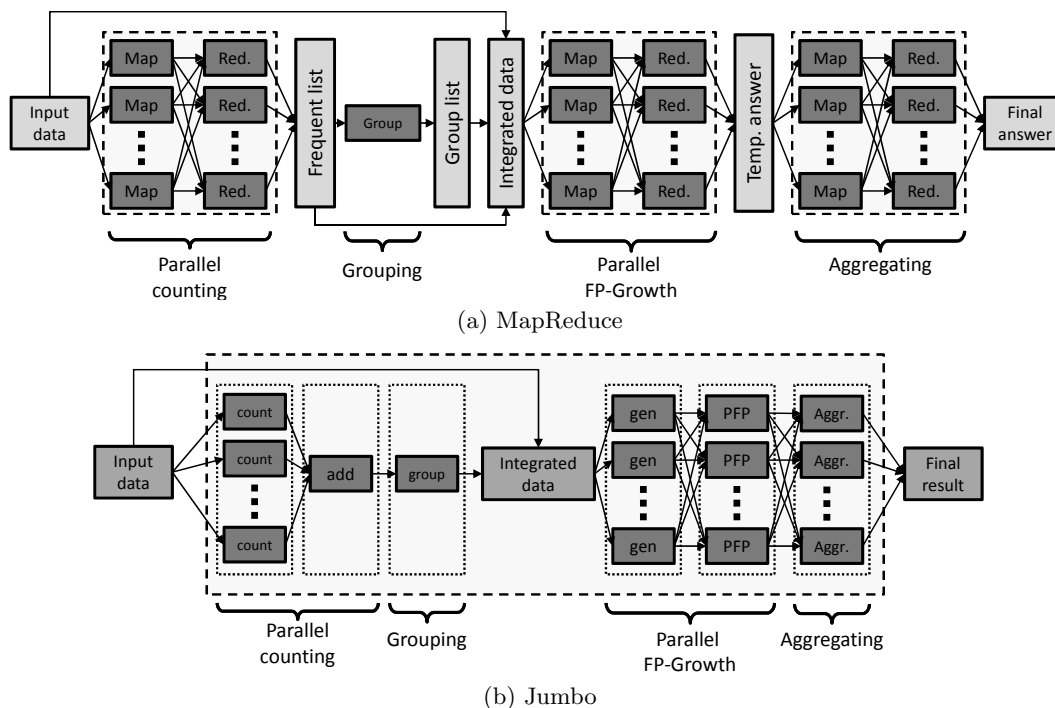 Input
data
Map
Map
Map
Red.
Red.
Red.
Frequent list
Group
Group list
Integrated data
Map
Map
Map
Red.
Red.
Red.
Temp. answer
Map
Map
Map
Red.
Red.
Red.
Final
answer
Parallel
counting
Grouping
Parallel
FP-Growth
Aggregating
(a) MapReduce
Input
data
count
count
count
add
group
Integrated
data
gen
gen
gen
PFP
PFP
PFP
Aggr.
Aggr.
Aggr.
Final
result
Parallel
counting
Grouping
Parallel
FP-Growth
Aggregating
(b) Jumbo